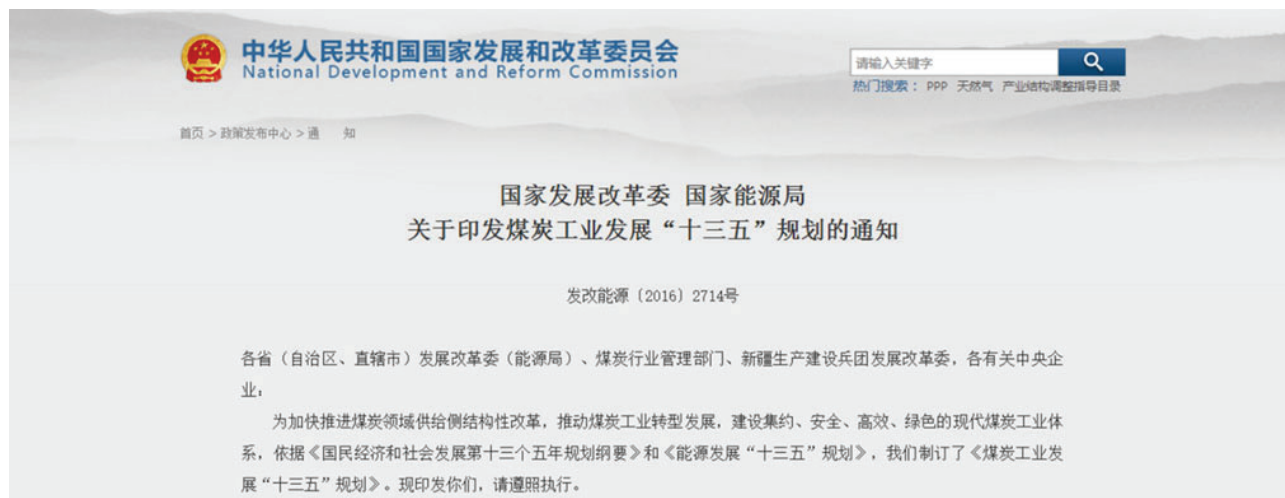 中华人民共和国国家发展和改革委员会
National Development and Reform Commission
请输入关键字
热门搜索： PPP 天然气 产业结构调整指导目录
首页 > 政策发布中心 > 通 知
国家发展改革委 国家能源局
关于印发煤炭工业发展“十三五”规划的通知
发改能源〔2016〕2714号
各省（自治区、直辖市）发展改革委（能源局）、煤炭行业管理部门、新疆生产建设兵团发展改革委，各有关中央企
业：
为加快推进煤炭领域供给侧结构性改革，推动煤炭工业转型发展，建设集约、安全、高效、绿色的现代煤炭工业体
系，依据《国民经济和社会发展第十三个五年规划纲要》和《能源发展“十三五”规划》，我们制订了《煤炭工业发
展“十三五”规划》。现印发你们，请遵照执行。